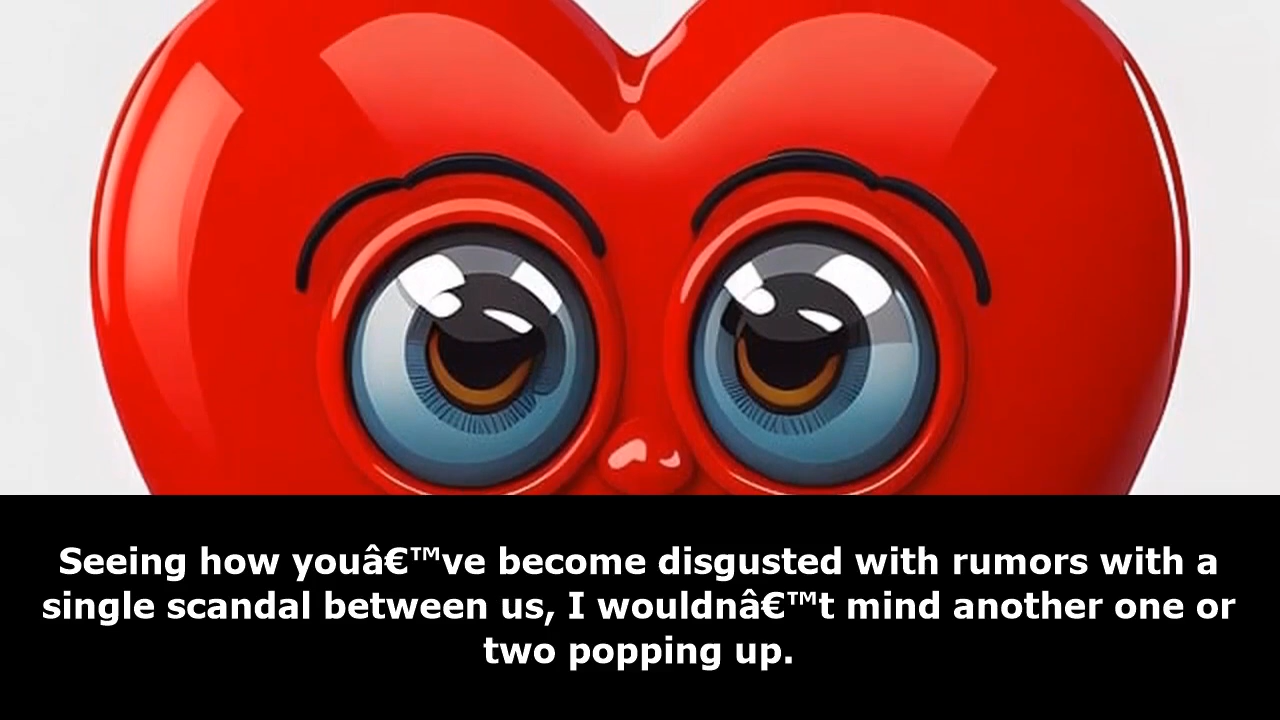 Seeing how youâ€™ve become disgusted with rumors with a
single scandal between us, I wouldnâ€™t mind another one or
two popping up.